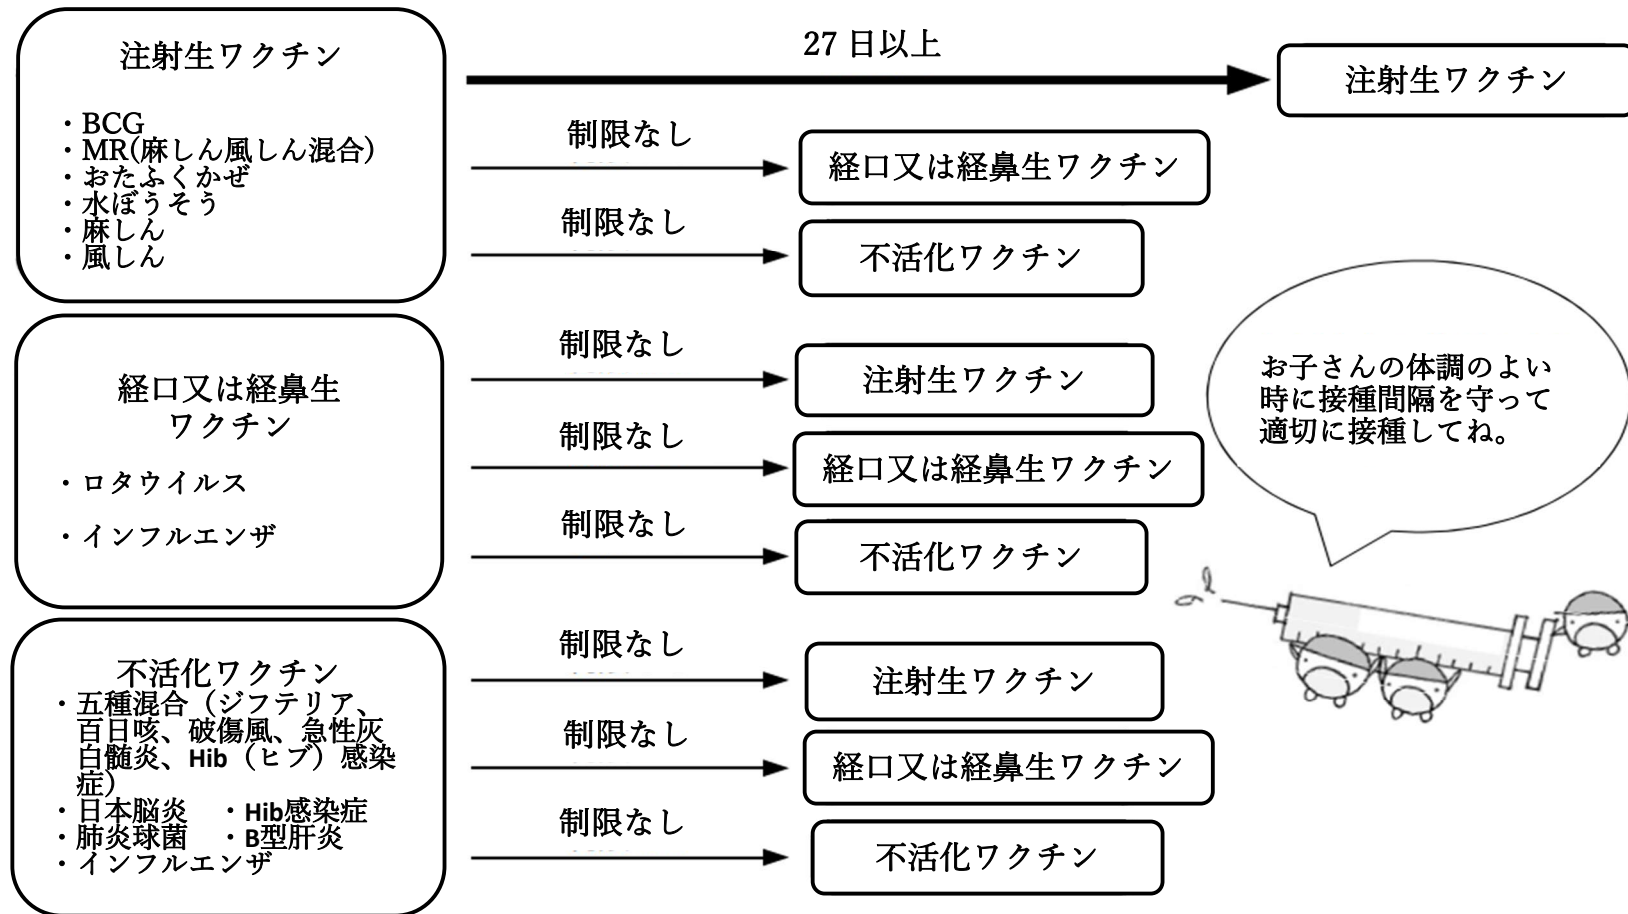 注射生ワクチン
・BCG
・MR(麻しん風しん混合)
・おたふくかぜ
・水ぼうそう
・麻しん
・風しん
27 日以上
注射生ワクチン
制限なし
経口又は経鼻生ワクチン
制限なし
不活化ワクチン
経口又は経鼻生
ワクチン
・ロタウイルス
・インフルエンザ
制限なし
注射生ワクチン
制限なし
経口又は経鼻生ワクチン
制限なし
不活化ワクチン
お子さんの体調のよい
時に接種間隔を守って
適切に接種してね。
不活化ワクチン
・五種混合（ジフテリア、
百日咳、破傷風、急性灰
白髄炎、Hib（ヒブ）感染
症）
・日本脳炎　・Hib感染症
・肺炎球菌　・B型肝炎
・インフルエンザ
制限なし
注射生ワクチン
制限なし
経口又は経鼻生ワクチン
制限なし
不活化ワクチン